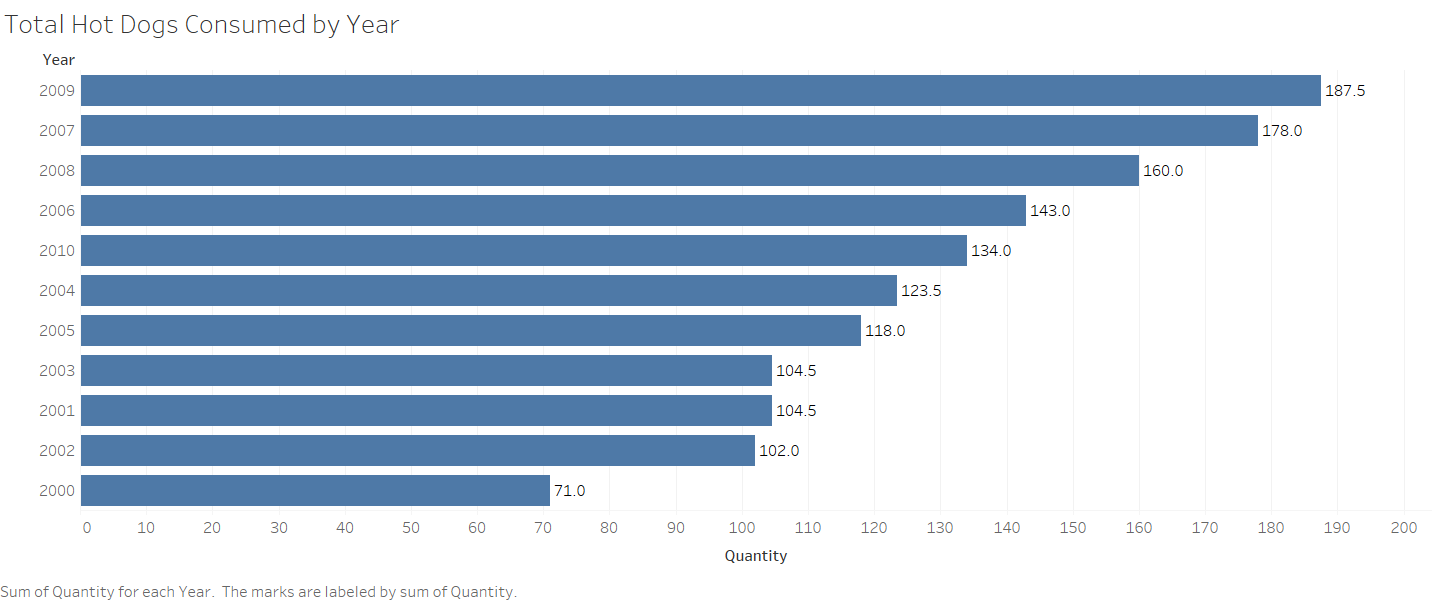 Total Hot Dogs Consumed by Year
Year
2009 187.5
2007 178.0
2008 160.0
2006 143.0
2010 134.0
2004 123.5
2005 118.0
2003 104.5
2001 104.5
2002 102.0
2000 71.0
0 10 20 30 40 50 60 70 80 90 100 110 120 130 140 150 160 170 180 190 200
Quantity
Sum of Quantity for each Year.  The marks are labeled by sum of Quantity.